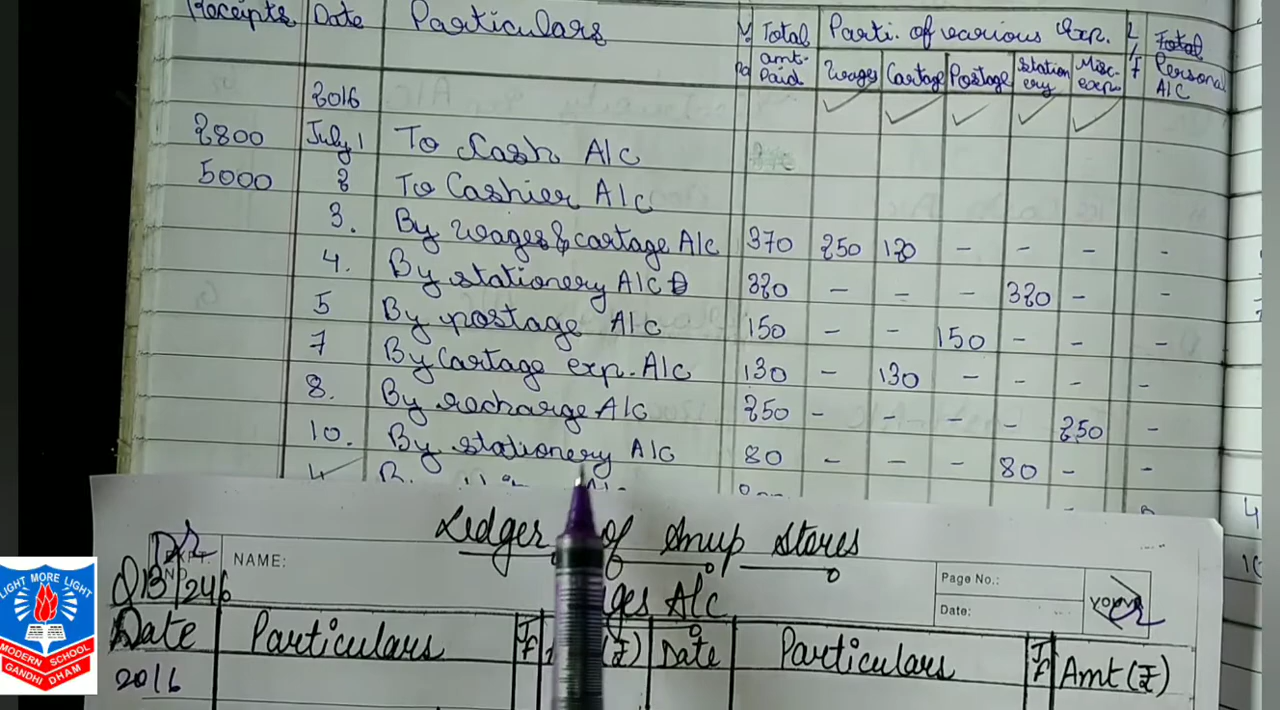 Receipts Date Particulars V. No Total amt. Paid Parti. of various Exp. L/F Total Personal A/C
Wages Cartage Postage Stationery Misc. exp.
2016
2800 July 1 To Cash A/C
5000 2 To Cashier A/C
3. By wages & cartage A/C 370 250 120 - - - -
4. By stationery A/C 320 - - - 320 - -
5 By postage A/C 150 - - 150 - - -
7 By Cartage exp. A/C 130 - 130 - - - -
8. By recharge A/C 250 - - - - 250 -
10. By stationery A/C 80 - - - 80 - -
Ledger of Anup Stores
Dr
NAME:
Page No.:
Date:
YOUVA
Q13/246
A/c
Date Particulars J/F (₹) Date Particulars J/F Amt (₹)
2016
LIGHT MORE LIGHT
MODERN SCHOOL
GANDHI DHAM